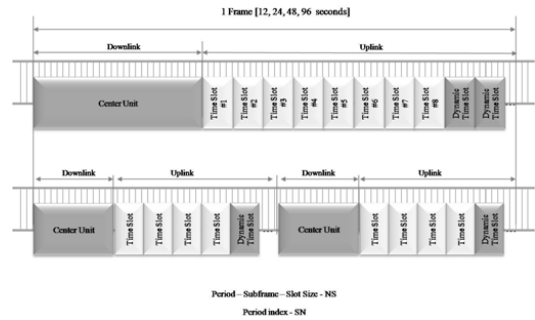 1 Frame [12, 24, 48, 96 seconds]
Downlink
Uplink
Center Unit
Time Slot #1
Time Slot #2
Time Slot #3
Time Slot #4
Time Slot #5
Time Slot #6
Time Slot #7
Time Slot #8
Dynamic Time Slot
Dynamic Time Slot
Downlink
Uplink
Downlink
Uplink
Center Unit
Time Slot
Time Slot
Time Slot
Time Slot
Dynamic Time Slot
Center Unit
Time Slot
Time Slot
Time Slot
Time Slot
Dynamic Time Slot
Period – Subframe – Slot Size - NS
Period index - SN